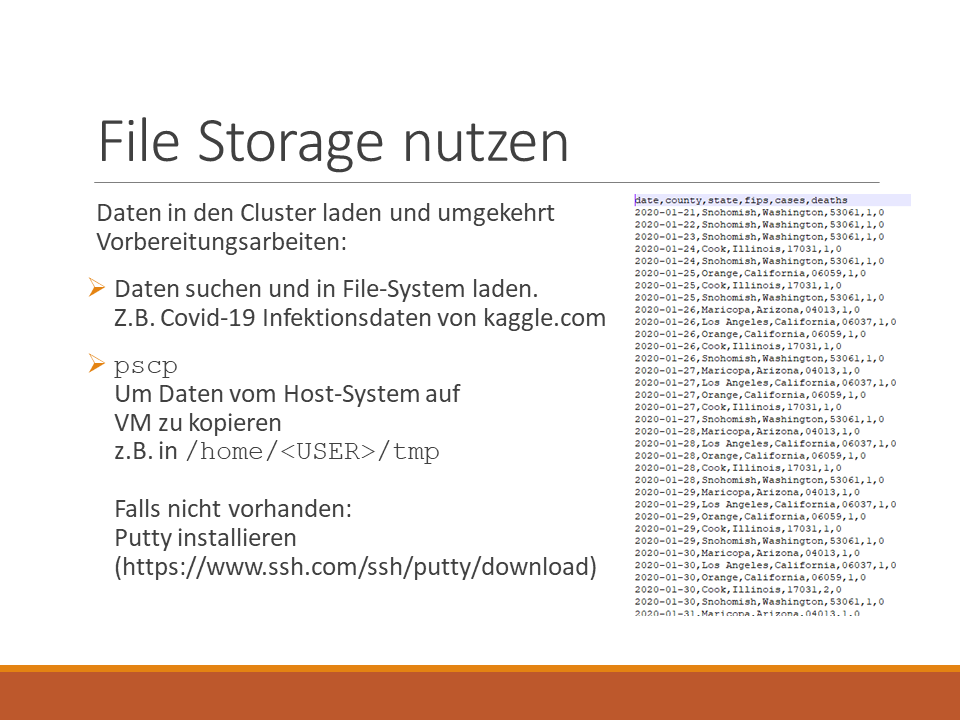 File Storage nutzen
Daten in den Cluster laden und umgekehrt
Vorbereitungsarbeiten:
Daten suchen und in File-System laden.
Z.B. Covid-19 Infektionsdaten von kaggle.com
pscp
Um Daten vom Host-System auf
VM zu kopieren
z.B. in /home/<USER>/tmp
Falls nicht vorhanden:
Putty installieren
(https://www.ssh.com/ssh/putty/download)
date,county,state,fips,cases,deaths
2020-01-21,Snohomish,Washington,53061,1,0
2020-01-22,Snohomish,Washington,53061,1,0
2020-01-23,Snohomish,Washington,53061,1,0
2020-01-24,Cook,Illinois,17031,1,0
2020-01-24,Snohomish,Washington,53061,1,0
2020-01-25,Orange,California,06059,1,0
2020-01-25,Cook,Illinois,17031,1,0
2020-01-25,Snohomish,Washington,53061,1,0
2020-01-26,Maricopa,Arizona,04013,1,0
2020-01-26,Los Angeles,California,06037,1,0
2020-01-26,Orange,California,06059,1,0
2020-01-26,Cook,Illinois,17031,1,0
2020-01-26,Snohomish,Washington,53061,1,0
2020-01-27,Maricopa,Arizona,04013,1,0
2020-01-27,Los Angeles,California,06037,1,0
2020-01-27,Orange,California,06059,1,0
2020-01-27,Cook,Illinois,17031,1,0
2020-01-27,Snohomish,Washington,53061,1,0
2020-01-28,Maricopa,Arizona,04013,1,0
2020-01-28,Los Angeles,California,06037,1,0
2020-01-28,Orange,California,06059,1,0
2020-01-28,Cook,Illinois,17031,1,0
2020-01-28,Snohomish,Washington,53061,1,0
2020-01-29,Maricopa,Arizona,04013,1,0
2020-01-29,Los Angeles,California,06037,1,0
2020-01-29,Orange,California,06059,1,0
2020-01-29,Cook,Illinois,17031,1,0
2020-01-29,Snohomish,Washington,53061,1,0
2020-01-30,Maricopa,Arizona,04013,1,0
2020-01-30,Los Angeles,California,06037,1,0
2020-01-30,Orange,California,06059,1,0
2020-01-30,Cook,Illinois,17031,2,0
2020-01-30,Snohomish,Washington,53061,1,0
2020-01-31,Maricopa,Arizona,04013,1,0